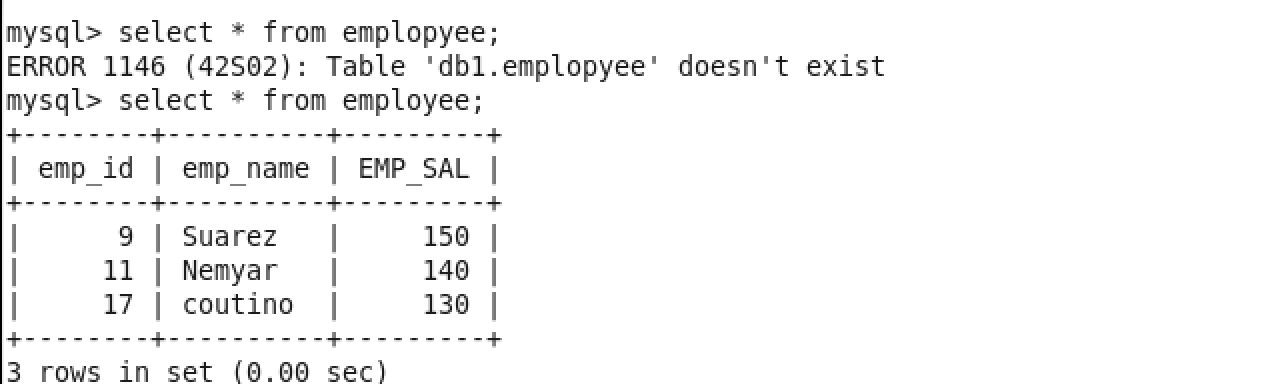 mysql> select * from emplopyee;
ERROR 1146 (42S02): Table 'db1.emplopyee' doesn't exist
mysql> select * from employee;
+--------+----------+---------+
| emp_id | emp_name | EMP_SAL |
+--------+----------+---------+
|      9 | Suarez   |     150 |
|     11 | Nemyar   |     140 |
|     17 | coutino  |     130 |
+--------+----------+---------+
3 rows in set (0.00 sec)